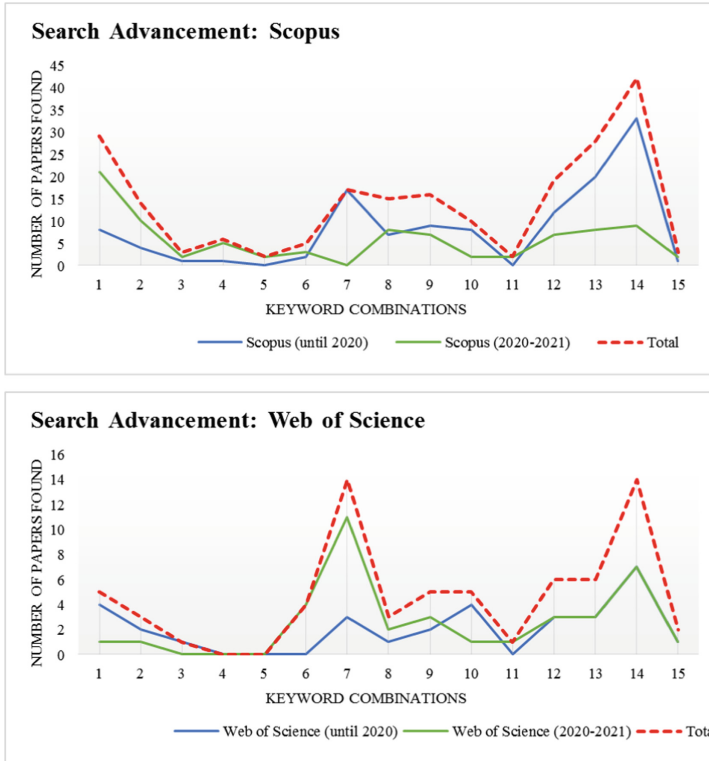 Search Advancement: Scopus
NUMBER OF PAPERS FOUND
45
40
35
30
25
20
15
10
5
0
1 2 3 4 5 6 7 8 9 10 11 12 13 14 15
KEYWORD COMBINATIONS
Scopus (until 2020) Scopus (2020-2021) Total
Search Advancement: Web of Science
NUMBER OF PAPERS FOUND
16
14
12
10
8
6
4
2
0
1 2 3 4 5 6 7 8 9 10 11 12 13 14 15
KEYWORD COMBINATIONS
Web of Science (until 2020) Web of Science (2020-2021) Tota